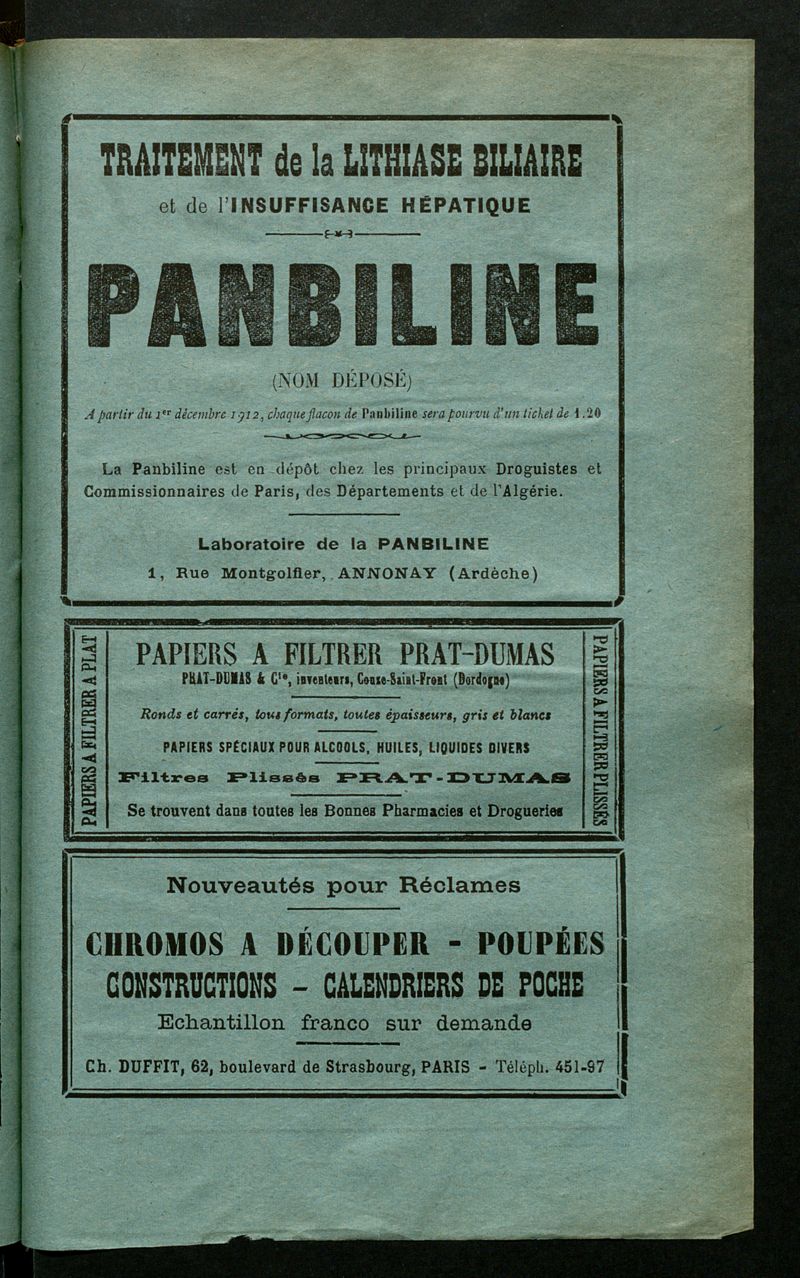 TRAITEMENT de la LITHIASE BILIAIRE
et de l'INSUFFISANCE HÉPATIQUE
PANBILINE
(NOM DÉPOSÉ)
A partir du 1er décembre 1912, chaque flacon de Panbiline sera pourvu d'un ticket de 1.20
La Panbiline est en dépôt chez les principaux Droguistes et
Commissionnaires de Paris, des Départements et de l'Algérie.
Laboratoire de la PANBILINE
1, Rue Montgolfier, ANNONAY (Ardèche)
PAPIERS A FILTRER A PLAT
PAPIERS A FILTRER PRAT-DUMAS
PRAT-DUMAS & Cie, inventeurs, Couze-Saint-Front (Dordogne)
Ronds et carrés, tous formats, toutes épaisseurs, gris et blancs
PAPIERS SPÉCIAUX POUR ALCOOLS, HUILES, LIQUIDES DIVERS
Filtres Plissés PRAT-DUMAS
Se trouvent dans toutes les Bonnes Pharmacies et Drogueries
PAPIERS A FILTRER PLISSÉS
Nouveautés pour Réclames
CHROMOS A DÉCOUPER - POUPÉES
CONSTRUCTIONS - CALENDRIERS DE POCHE
Echantillon franco sur demande
Ch. DUFFIT, 62, boulevard de Strasbourg, PARIS - Téléph. 451-97